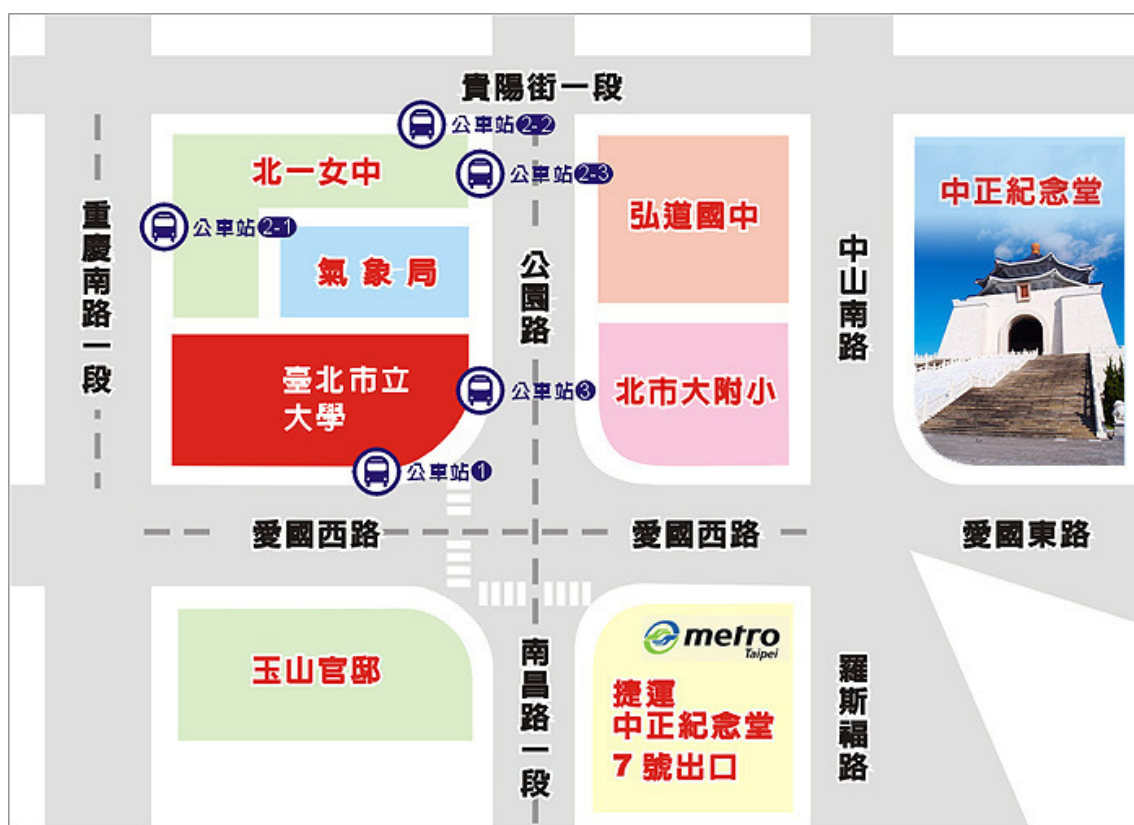 貴陽街一段
公車站2-2
北一女中
公車站2-3
中正紀念堂
重慶南路一段
公車站2-1
弘道國中
氣象局
公園路
中山南路
臺北市立
大學
公車站3
北市大附小
公車站1
愛國西路
愛國西路
愛國東路
玉山官邸
南昌路一段
metro
Taipei
捷運
中正紀念堂
7號出口
羅斯福路